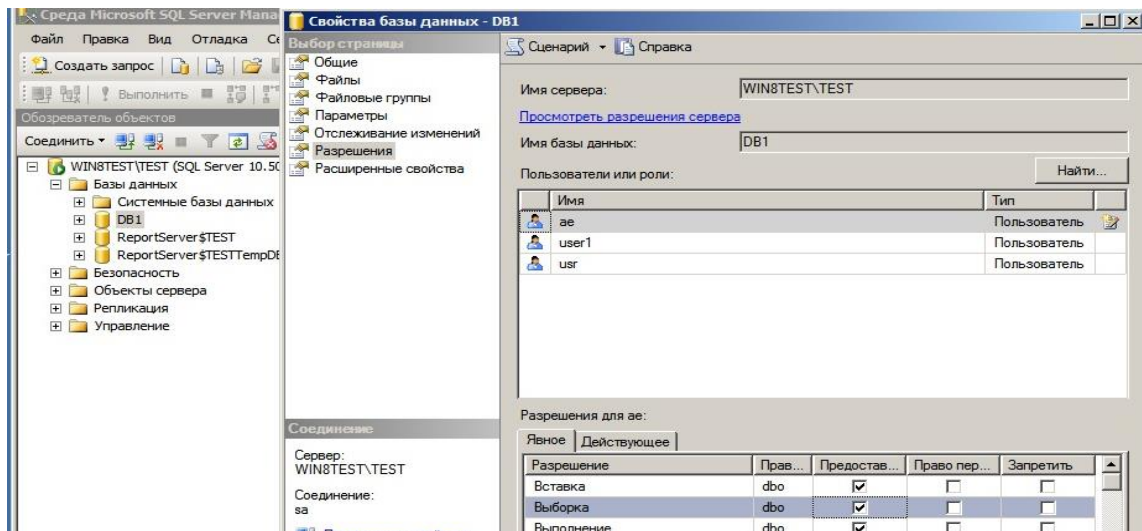 Среда Microsoft SQL Server Mana
Файл Правка Вид Отладка Се
Создать запрос
Выполнить
Обозреватель объектов
Соединить
WIN8TEST\TEST (SQL Server 10.50
Базы данных
Системные базы данных
DB1
ReportServer$TEST
ReportServer$TESTTempDB
Безопасность
Объекты сервера
Репликация
Управление
Свойства базы данных - DB1
Выбор страницы
Общие
Файлы
Файловые группы
Параметры
Отслеживание изменений
Разрешения
Расширенные свойства
Соединение
Сервер:
WIN8TEST\TEST
Соединение:
sa
Сценарий Справка
Имя сервера: WIN8TEST\TEST
Просмотреть разрешения сервера
Имя базы данных: DB1
Пользователи или роли: Найти...
Имя Тип
ae Пользователь
user1 Пользователь
usr Пользователь
Разрешения для ae:
Явное Действующее
Разрешение Прав... Предостав... Право пер... Запретить
Вставка dbo
Выборка dbo
Выполнение dbo